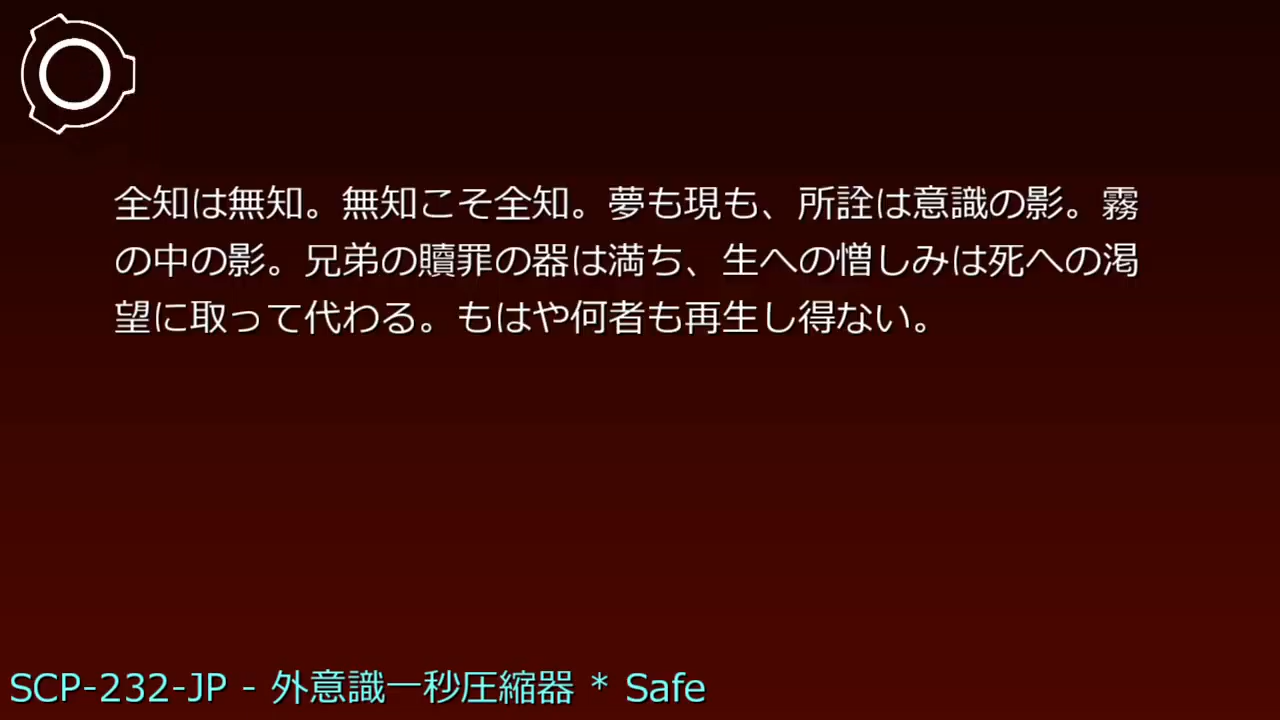 全知は無知。無知こそ全知。夢も現も、所詮は意識の影。霧
の中の影。兄弟の贖罪の器は満ち、生への憎しみは死への渇
望に取って代わる。もはや何者も再生し得ない。
SCP-232-JP - 外意識一秒圧縮器 * Safe